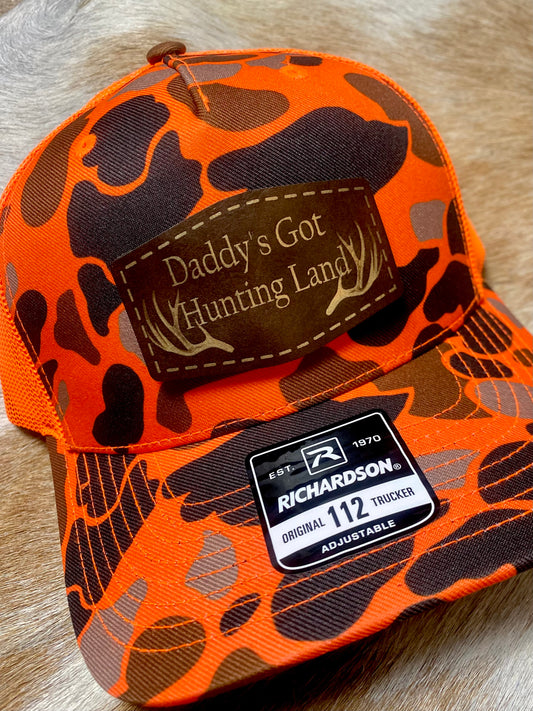 Daddy's Got
Hunting Land
EST. R 1970
RICHARDSON®
ORIGINAL 112 TRUCKER
ADJUSTABLE